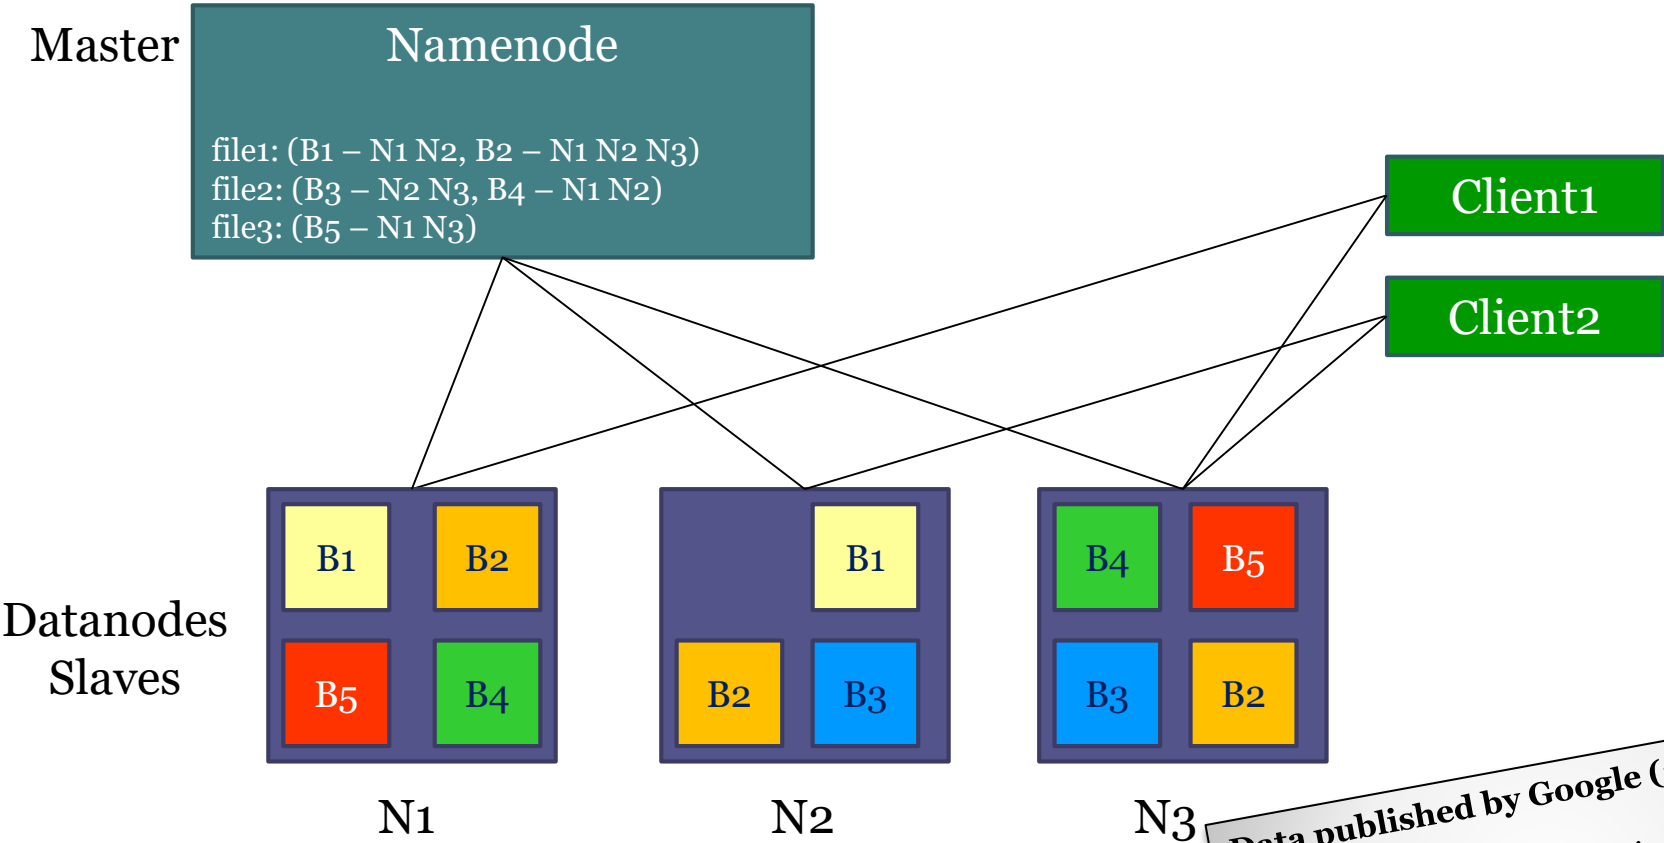 Master
Namenode
file1: (B1 – N1 N2, B2 – N1 N2 N3)
file2: (B3 – N2 N3, B4 – N1 N2)
file3: (B5 – N1 N3)
Client1
Client2
Datanodes
Slaves
B1 B2
B5 B4
B1
B2 B3
B4 B5
B3 B2
N1
N2
N3
Data published by Google (